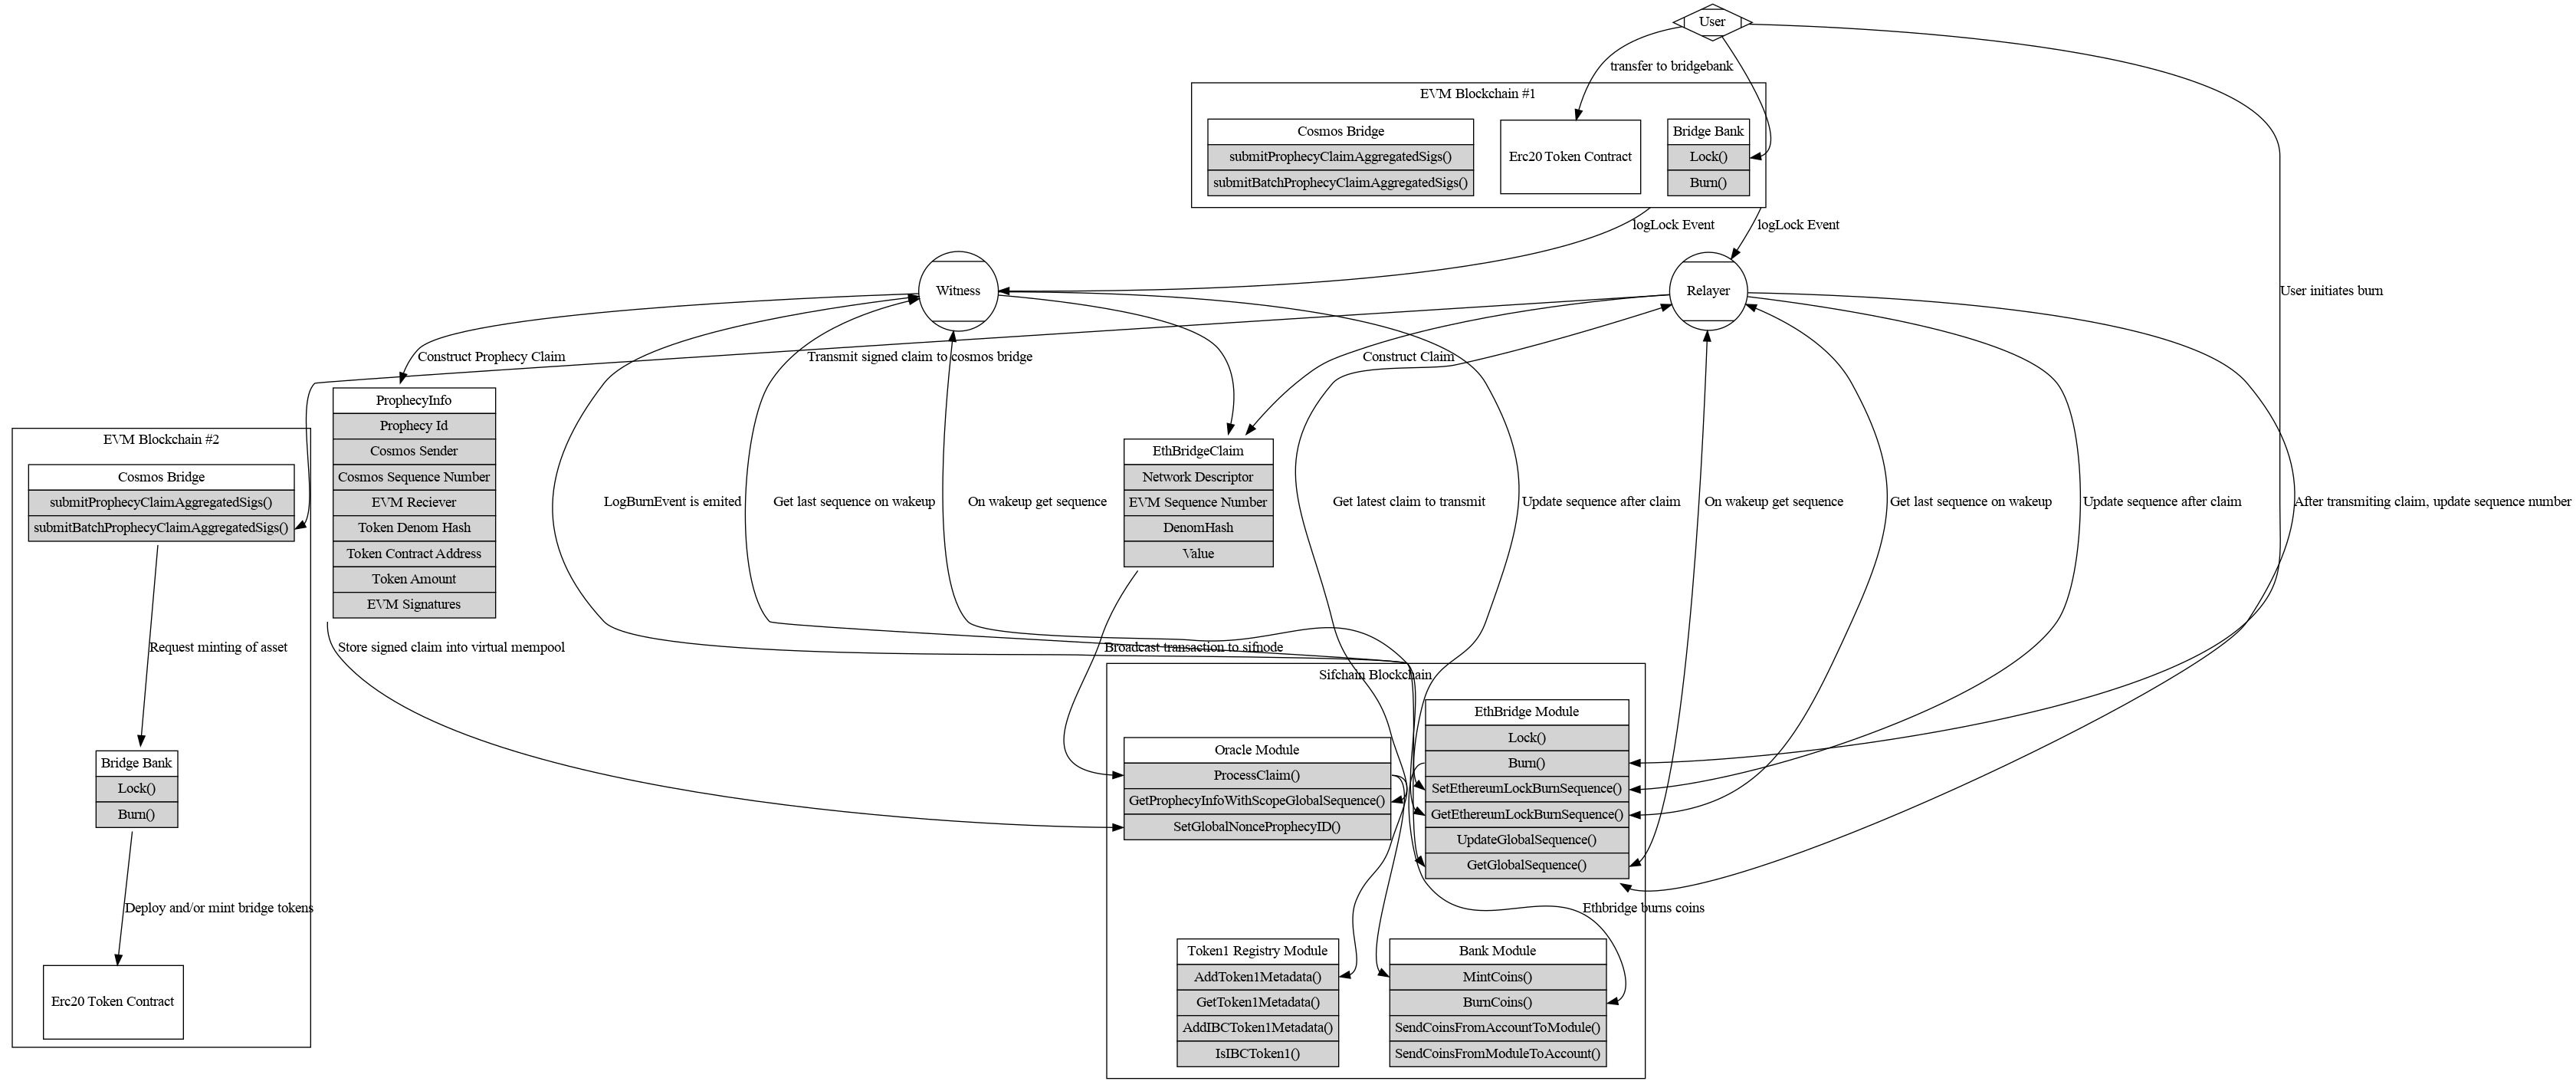 User
transfer to bridgebank
EVM Blockchain #1
Cosmos Bridge
submitProphecyClaimAggregatedSigs()
submitBatchProphecyClaimAggregatedSigs()
Erc20 Token Contract
Bridge Bank
Lock()
Burn()
logLock Event
logLock Event
Witness
Relayer
User initiates burn
Construct Prophecy Claim
Transmit signed claim to cosmos bridge
Construct Claim
ProphecyInfo
Prophecy Id
Cosmos Sender
Cosmos Sequence Number
EVM Reciever
Token Denom Hash
Token Contract Address
Token Amount
EVM Signatures
EVM Blockchain #2
Cosmos Bridge
submitProphecyClaimAggregatedSigs()
submitBatchProphecyClaimAggregatedSigs()
EthBridgeClaim
Network Descriptor
EVM Sequence Number
DenomHash
Value
LogBurnEvent is emited
Get last sequence on wakeup
On wakeup get sequence
Get latest claim to transmit
Update sequence after claim
On wakeup get sequence
Get last sequence on wakeup
Update sequence after claim
After transmiting claim, update sequence number
Request minting of asset
Store signed claim into virtual mempool
Broadcast transaction to sifnode
Sifchain Blockchain
EthBridge Module
Lock()
Burn()
SetEthereumLockBurnSequence()
GetEthereumLockBurnSequence()
UpdateGlobalSequence()
GetGlobalSequence()
Oracle Module
ProcessClaim()
GetProphecyInfoWithScopeGlobalSequence()
SetGlobalNonceProphecyID()
Bridge Bank
Lock()
Burn()
Deploy and/or mint bridge tokens
Ethbridge burns coins
Token1 Registry Module
AddToken1Metadata()
GetToken1Metadata()
AddIBCToken1Metadata()
IsIBCToken1()
Bank Module
MintCoins()
BurnCoins()
SendCoinsFromAccountToModule()
SendCoinsFromModuleToAccount()
Erc20 Token Contract